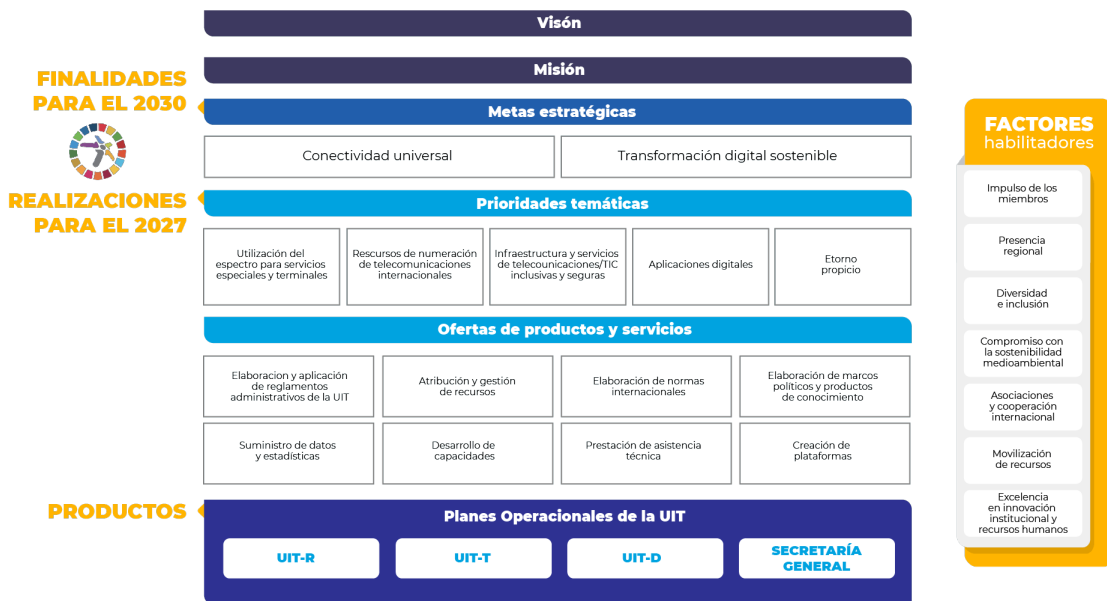 Visón
Misión
FINALIDADES
PARA EL 2030
Metas estratégicas
Conectividad universal
Transformación digital sostenible
REALIZACIONES
PARA EL 2027
Prioridades temáticas
Utilización del
espectro para servicios
especiales y terminales
Rescursos de numeración
de telecomunicaciones
internacionales
Infraestructura y servicios
de telecounicaciones/TIC
inclusivas y seguras
Aplicaciones digitales
Etorno
propicio
Ofertas de productos y servicios
Elaboracion y aplicación
de reglamentos
administrativos de la UIT
Atribución y gestión
de recursos
Elaboración de normas
internacionales
Elaboración de marcos
políticos y productos
de conocimiento
Suministro de datos
y estadísticas
Desarrollo de
capacidades
Prestación de asistencia
técnica
Creación de
plataformas
PRODUCTOS
Planes Operacionales de la UIT
UIT-R
UIT-T
UIT-D
SECRETARÍA
GENERAL
FACTORES
habilitadores
Impulso de los
miembros
Presencia
regional
Diversidad
e inclusión
Compromiso con
la sostenibilidad
medioambiental
Asociaciones
y cooperación
internacional
Movilización
de recursos
Excelencia
en innovación
institucional y
recursos humanos